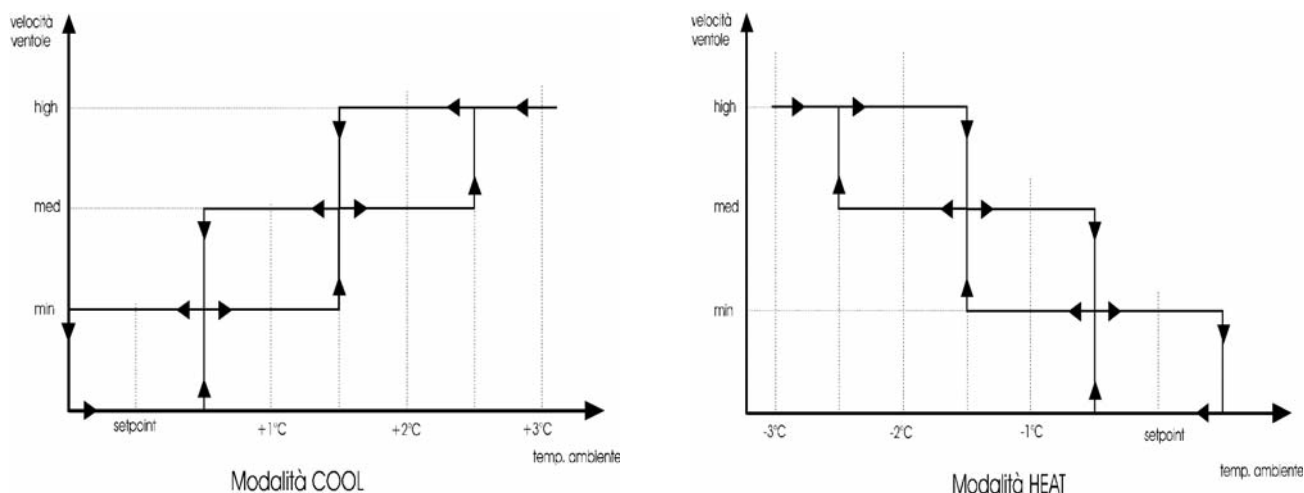 velocità
ventole
high
med
min
setpoint
+1°C
+2°C
+3°C
temp. ambiente
Modalità COOL
velocità
ventole
high
med
min
-3°C
-2°C
-1°C
setpoint
temp. ambiente
Modalità HEAT